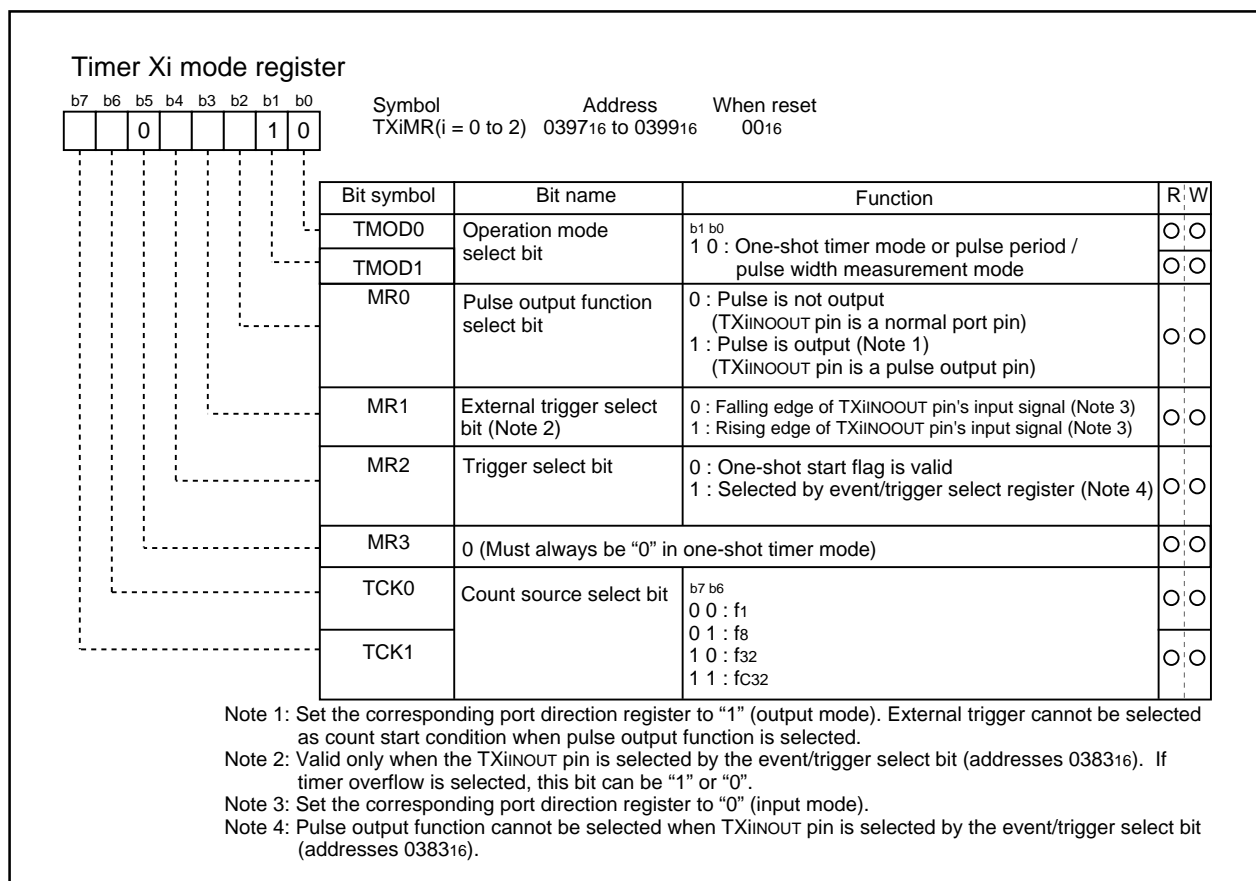 Timer Xi mode register
b7 b6 b5 b4 b3 b2 b1 b0
0 1 0
Symbol Address When reset
TXiMR(i = 0 to 2) 039716 to 039916 0016
Bit symbol Bit name Function R W
TMOD0 Operation mode select bit
TMOD1
b1 b0
1 0 : One-shot timer mode or pulse period /
pulse width measurement mode
MR0 Pulse output function select bit
0 : Pulse is not output
(TXiINOOUT pin is a normal port pin)
1 : Pulse is output (Note 1)
(TXiINOOUT pin is a pulse output pin)
MR1 External trigger select bit (Note 2)
0 : Falling edge of TXiINOOUT pin's input signal (Note 3)
1 : Rising edge of TXiINOOUT pin's input signal (Note 3)
MR2 Trigger select bit
0 : One-shot start flag is valid
1 : Selected by event/trigger select register (Note 4)
MR3 0 (Must always be “0” in one-shot timer mode)
TCK0 Count source select bit
TCK1
b7 b6
0 0 : f1
0 1 : f8
1 0 : f32
1 1 : fC32
Note 1: Set the corresponding port direction register to “1” (output mode). External trigger cannot be selected
as count start condition when pulse output function is selected.
Note 2: Valid only when the TXiINOUT pin is selected by the event/trigger select bit (addresses 038316). If
timer overflow is selected, this bit can be “1” or “0”.
Note 3: Set the corresponding port direction register to “0” (input mode).
Note 4: Pulse output function cannot be selected when TXiINOUT pin is selected by the event/trigger select bit
(addresses 038316).